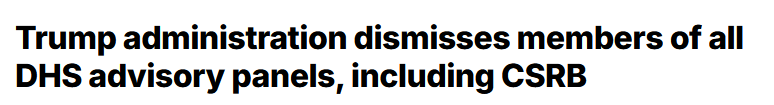 Trump administration dismisses members of all
DHS advisory panels, including CSRB